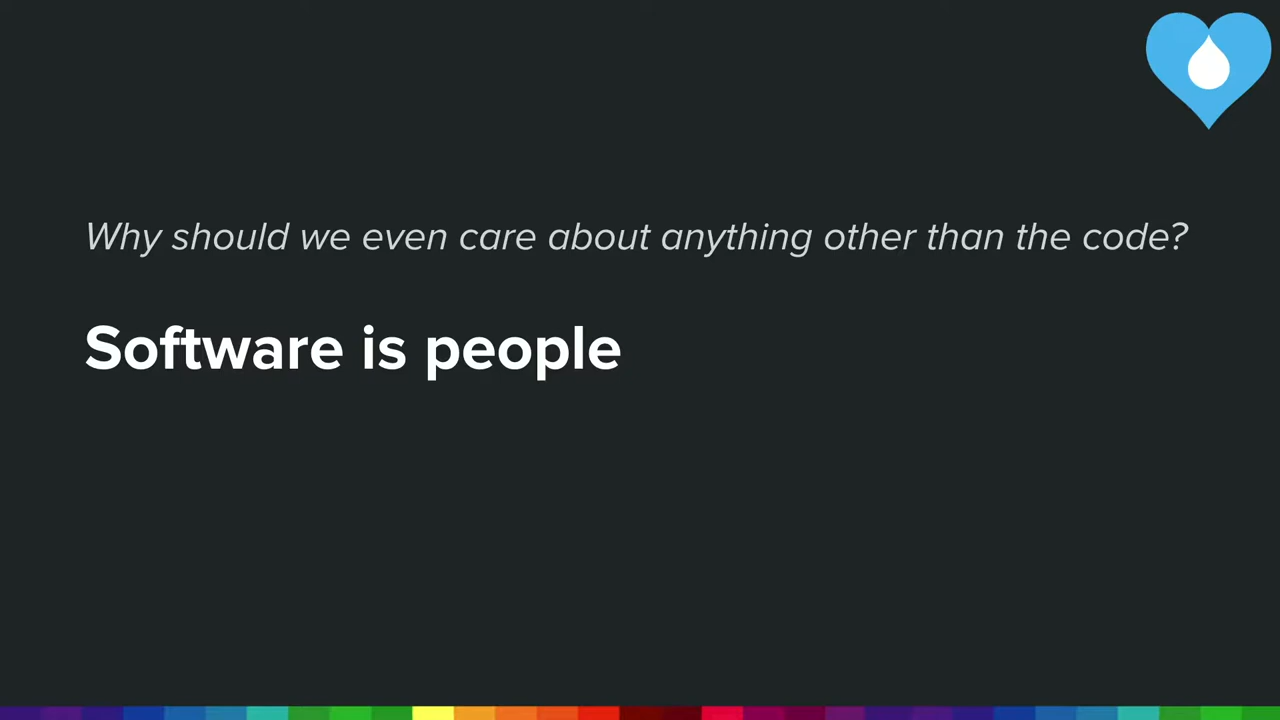 Why should we even care about anything other than the code?
Software is people